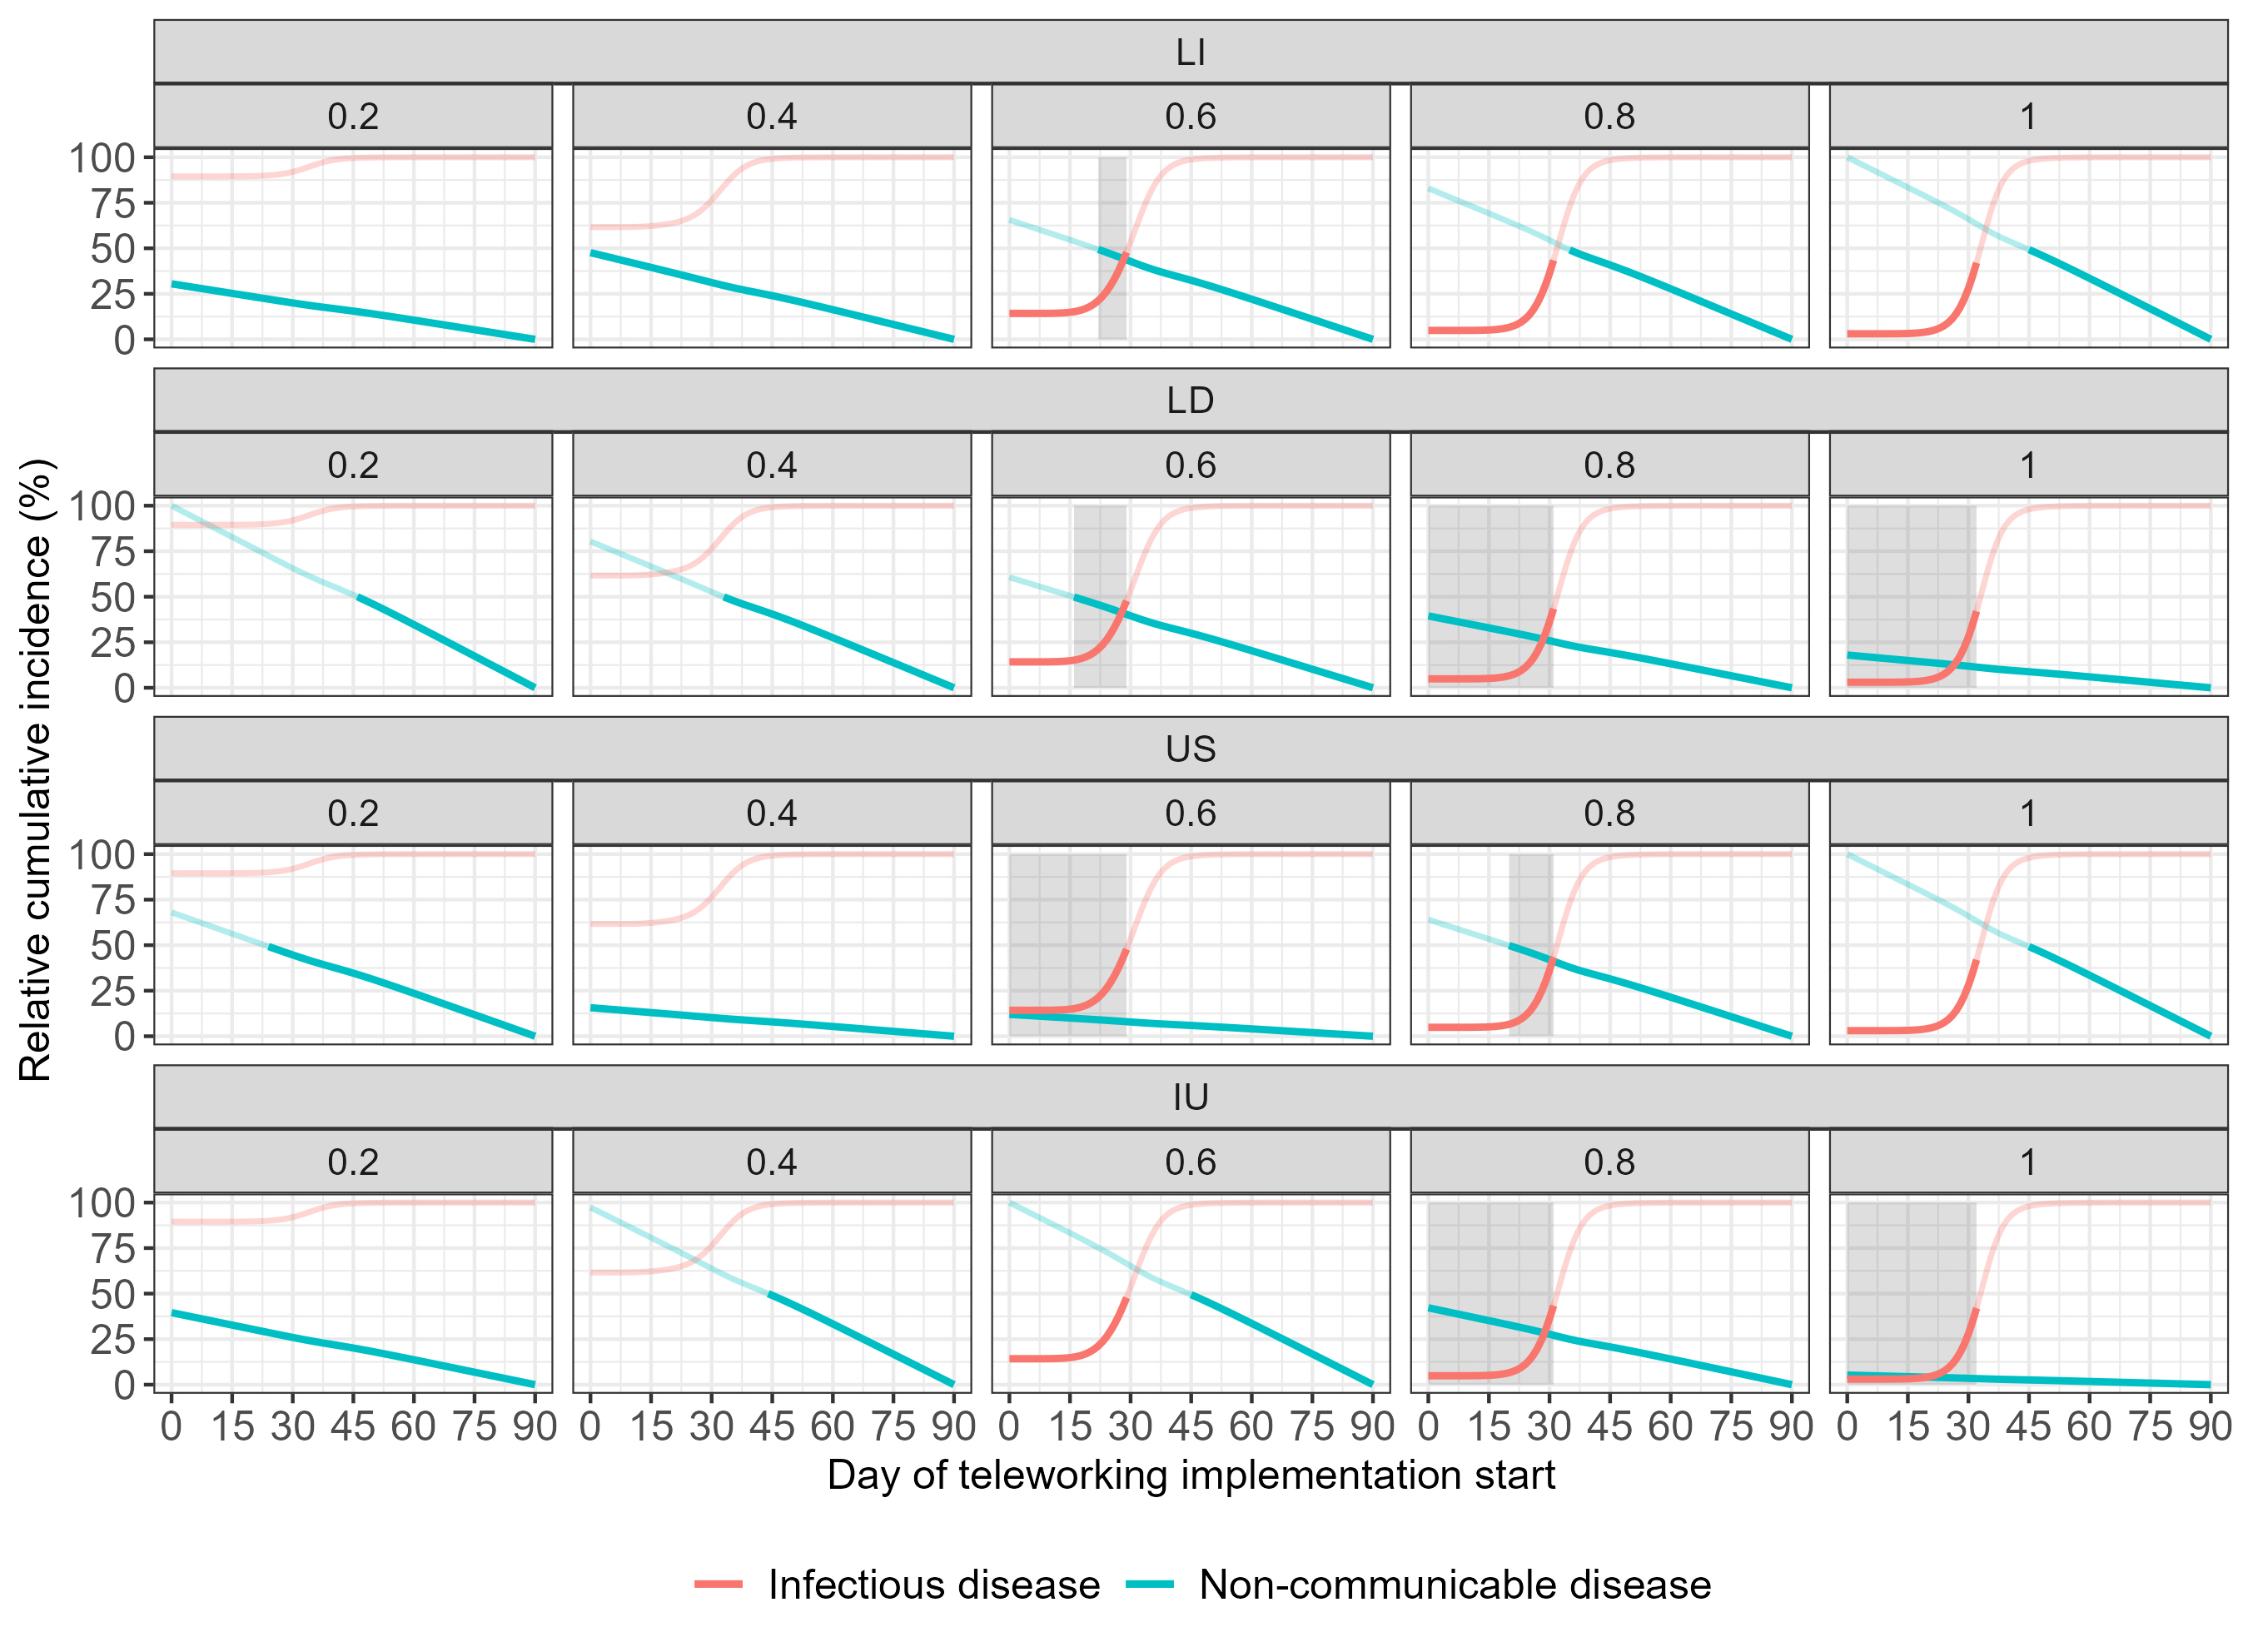 LI
0.2 0.4 0.6 0.8 1
100
75
50
25
0
LD
0.2 0.4 0.6 0.8 1
100
75
50
25
0
US
0.2 0.4 0.6 0.8 1
100
75
50
25
0
IU
0.2 0.4 0.6 0.8 1
100
75
50
25
0
Relative cumulative incidence (%)
0 15 30 45 60 75 90 0 15 30 45 60 75 90 0 15 30 45 60 75 90 0 15 30 45 60 75 90 0 15 30 45 60 75 90
Day of teleworking implementation start
Infectious disease Non-communicable disease